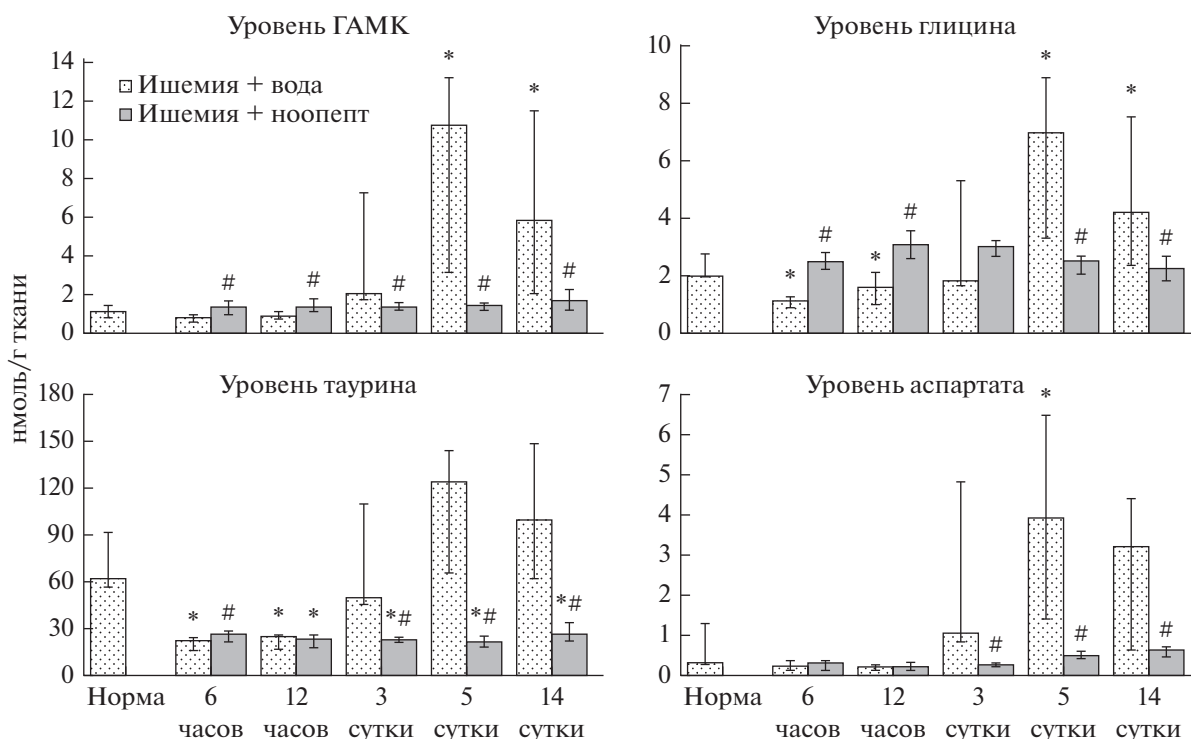 Уровень ГАМК
14
12
10
8
6
4
2
0
Ишемия + вода
Ишемия + ноопепт
# # # * # * #
Уровень глицина
10
8
6
4
2
0
* # * # * # * #
нмоль/г ткани
Уровень таурина
180
150
120
90
60
30
0
* # * * *# *# *#
Норма 6 часов 12 часов 3 сутки 5 сутки 14 сутки
Уровень аспартата
7
6
5
4
3
2
1
0
# * # #
Норма 6 часов 12 часов 3 сутки 5 сутки 14 сутки